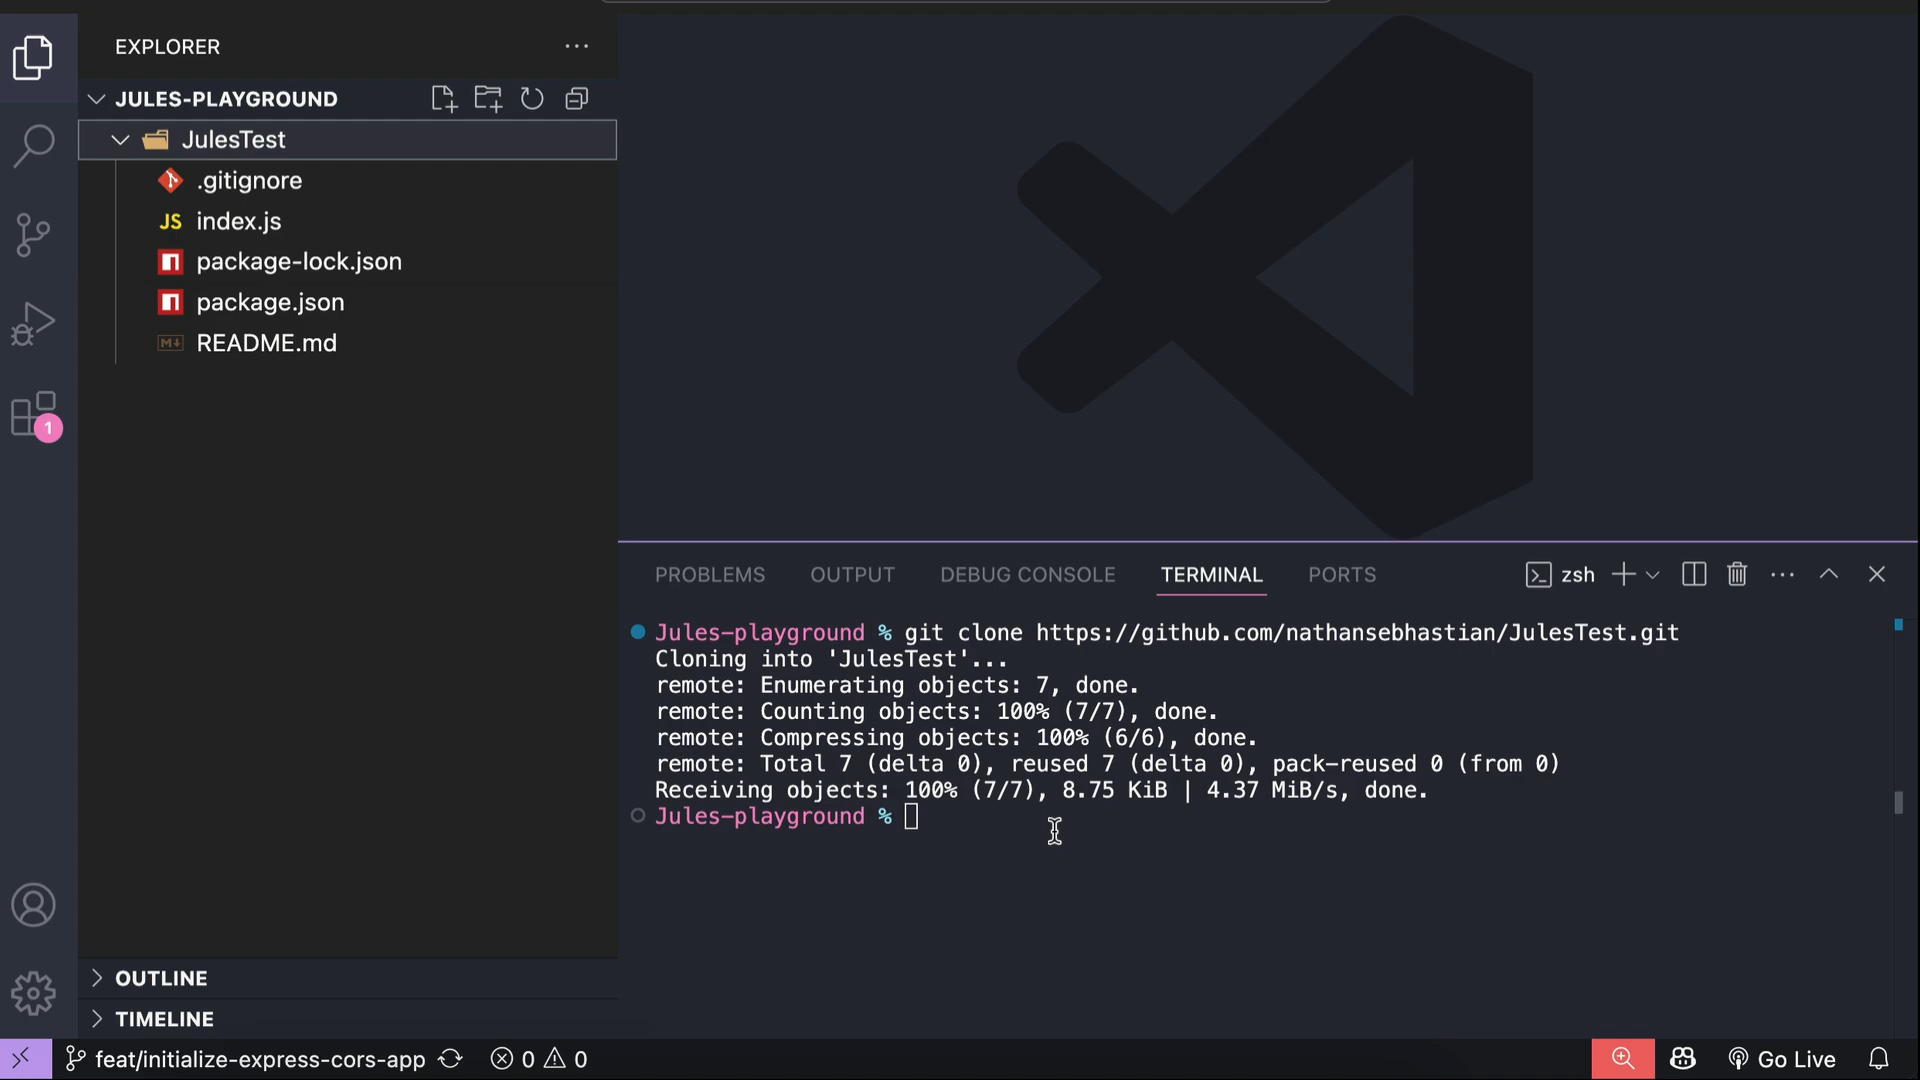 EXPLORER
JULES-PLAYGROUND
JulesTest
.gitignore
JS index.js
package-lock.json
package.json
README.md
1
OUTLINE
TIMELINE
PROBLEMS OUTPUT DEBUG CONSOLE TERMINAL PORTS zsh
Jules-playground % git clone https://github.com/nathansebhastian/JulesTest.git
Cloning into 'JulesTest'...
remote: Enumerating objects: 7, done.
remote: Counting objects: 100% (7/7), done.
remote: Compressing objects: 100% (6/6), done.
remote: Total 7 (delta 0), reused 7 (delta 0), pack-reused 0 (from 0)
Receiving objects: 100% (7/7), 8.75 KiB | 4.37 MiB/s, done.
Jules-playground %
feat/initialize-express-cors-app 0 0 Go Live